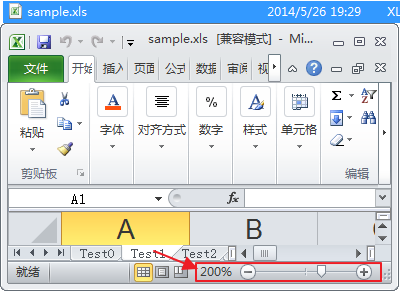 sample.xls 2014/5/26 19:29 XL
sample.xls [兼容模式] - Mi...
文件 开始 插入 页面 公式 数据 审阅 视
粘贴 字体 对齐方式 % 数字 样式 单元格
剪贴板 编辑
A1 fx
A B
Test0 Test1 Test2
就绪 200%